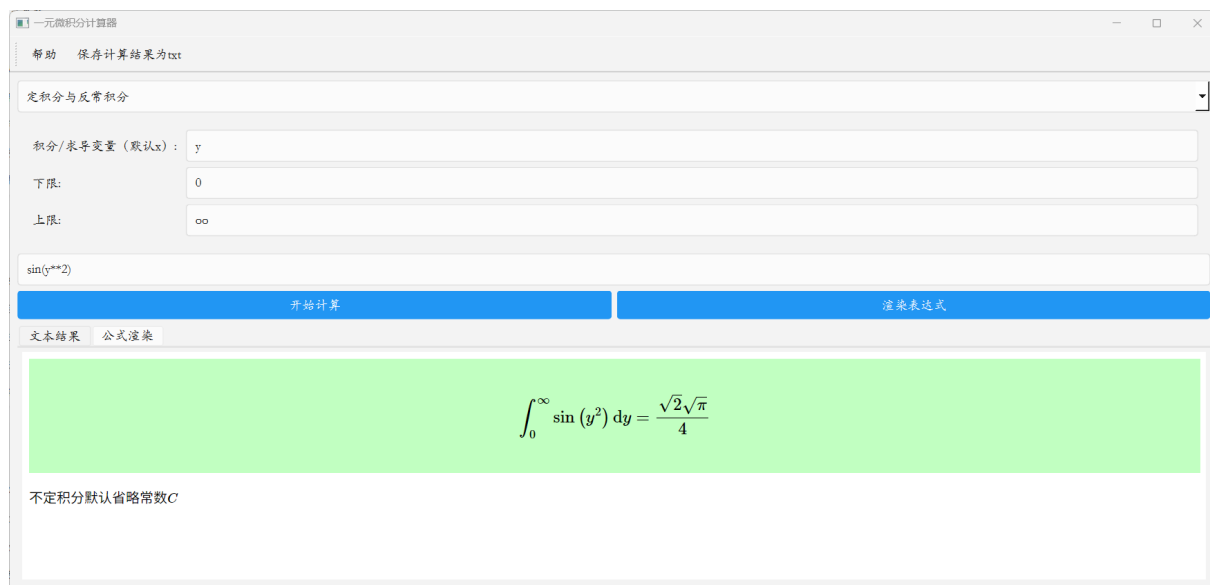 一元微积分计算器
帮助 保存计算结果为txt
定积分与反常积分
积分/求导变量（默认x）: y
下限: 0
上限: oo
sin(y**2)
开始计算 渲染表达式
文本结果 公式渲染
∫₀^∞ sin (y²) dy = √2√π/4
不定积分默认省略常数C